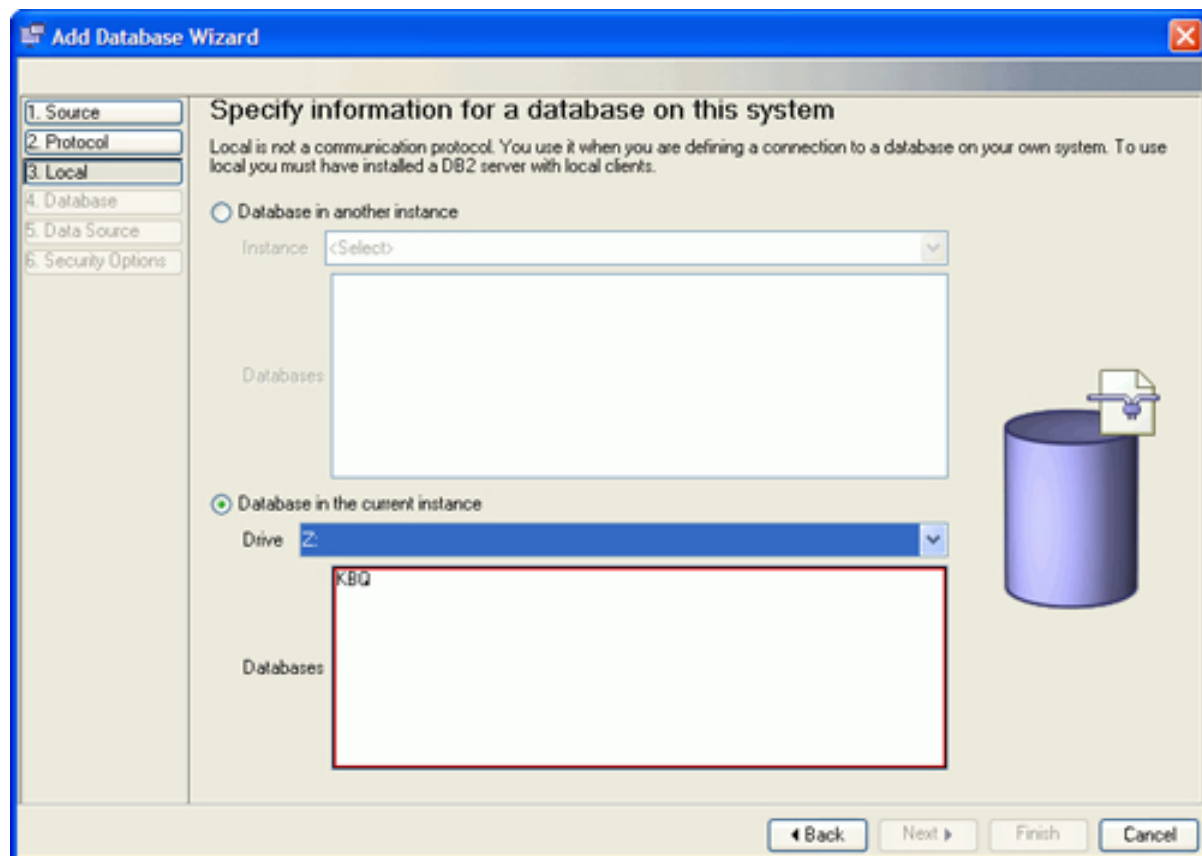 Add Database Wizard
1. Source
2. Protocol
3. Local
4. Database
5. Data Source
6. Security Options
Specify information for a database on this system
Local is not a communication protocol. You use it when you are defining a connection to a database on your own system. To use
local you must have installed a DB2 server with local clients.
Database in another instance
Instance <Select>
Databases
Database in the current instance
Drive Z:
KBQ
Databases
Back Next Finish Cancel